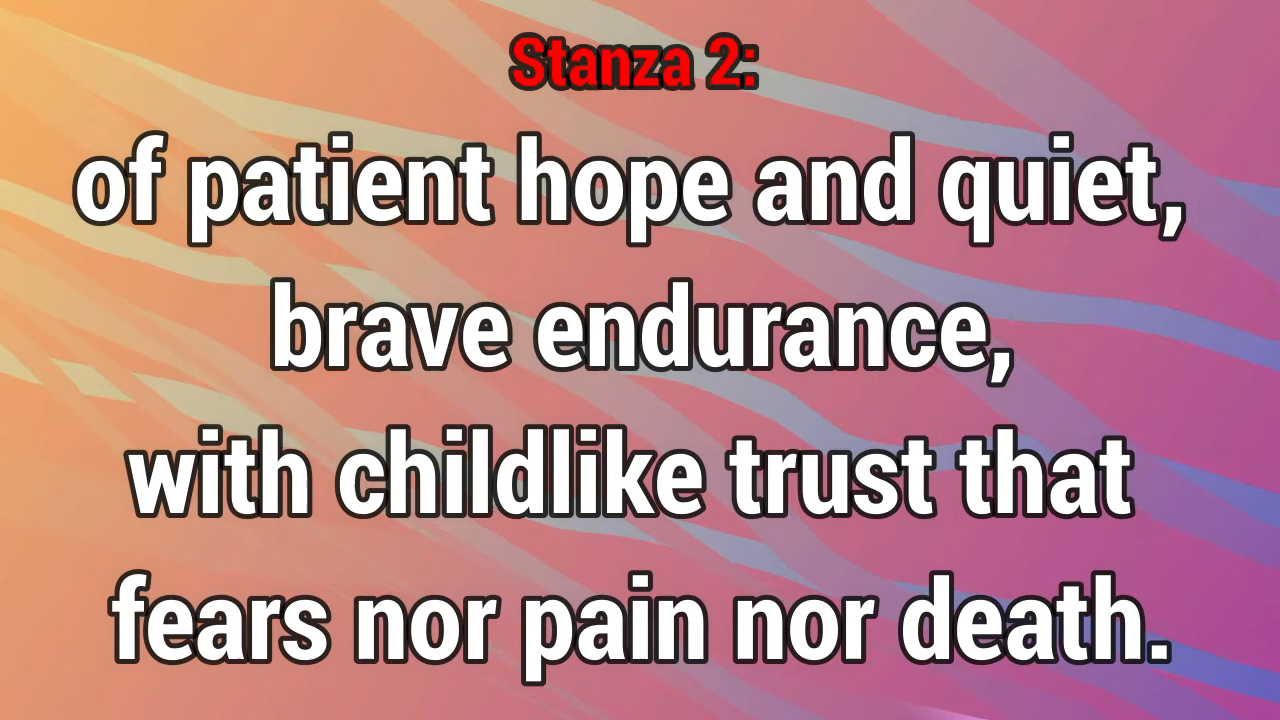 Stanza 2:
of patient hope and quiet,
brave endurance,
with childlike trust that
fears nor pain nor death.